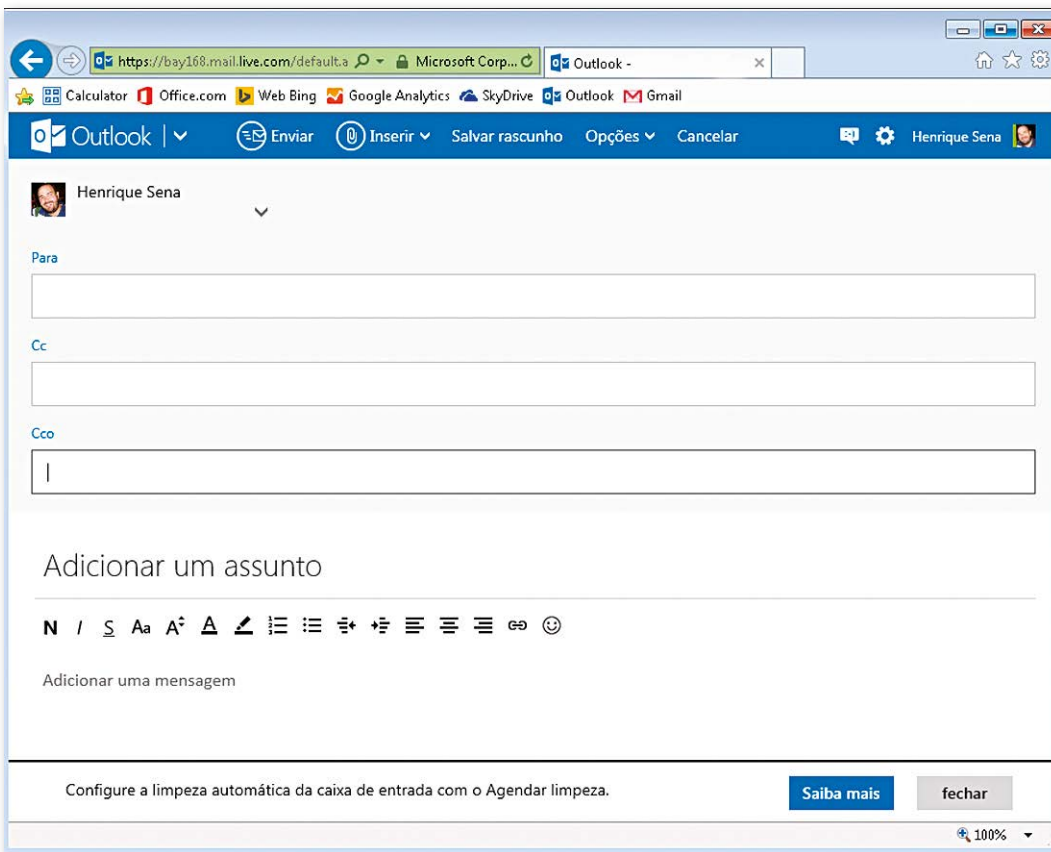 https://bay168.mail.live.com/default.a Microsoft Corp... Outlook -
Calculator Office.com Web Bing Google Analytics SkyDrive Outlook Gmail
Outlook Enviar Inserir Salvar rascunho Opções Cancelar Henrique Sena
Henrique Sena
Para
Cc
Cco
Adicionar um assunto
N I S Aa A A
Adicionar uma mensagem
Configure a limpeza automática da caixa de entrada com o Agendar limpeza. Saiba mais fechar
100%